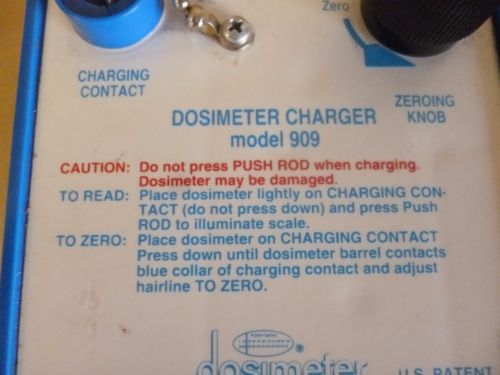 Zero
CHARGING
CONTACT
ZEROING
KNOB
DOSIMETER CHARGER
model 909
CAUTION: Do not press PUSH ROD when charging.
Dosimeter may be damaged.
TO READ: Place dosimeter lightly on CHARGING CON-
TACT (do not press down) and press Push
ROD to illuminate scale.
TO ZERO: Place dosimeter on CHARGING CONTACT
Press down until dosimeter barrel contacts
blue collar of charging contact and adjust
hairline TO ZERO.
dosimeter
U.S. PATENT